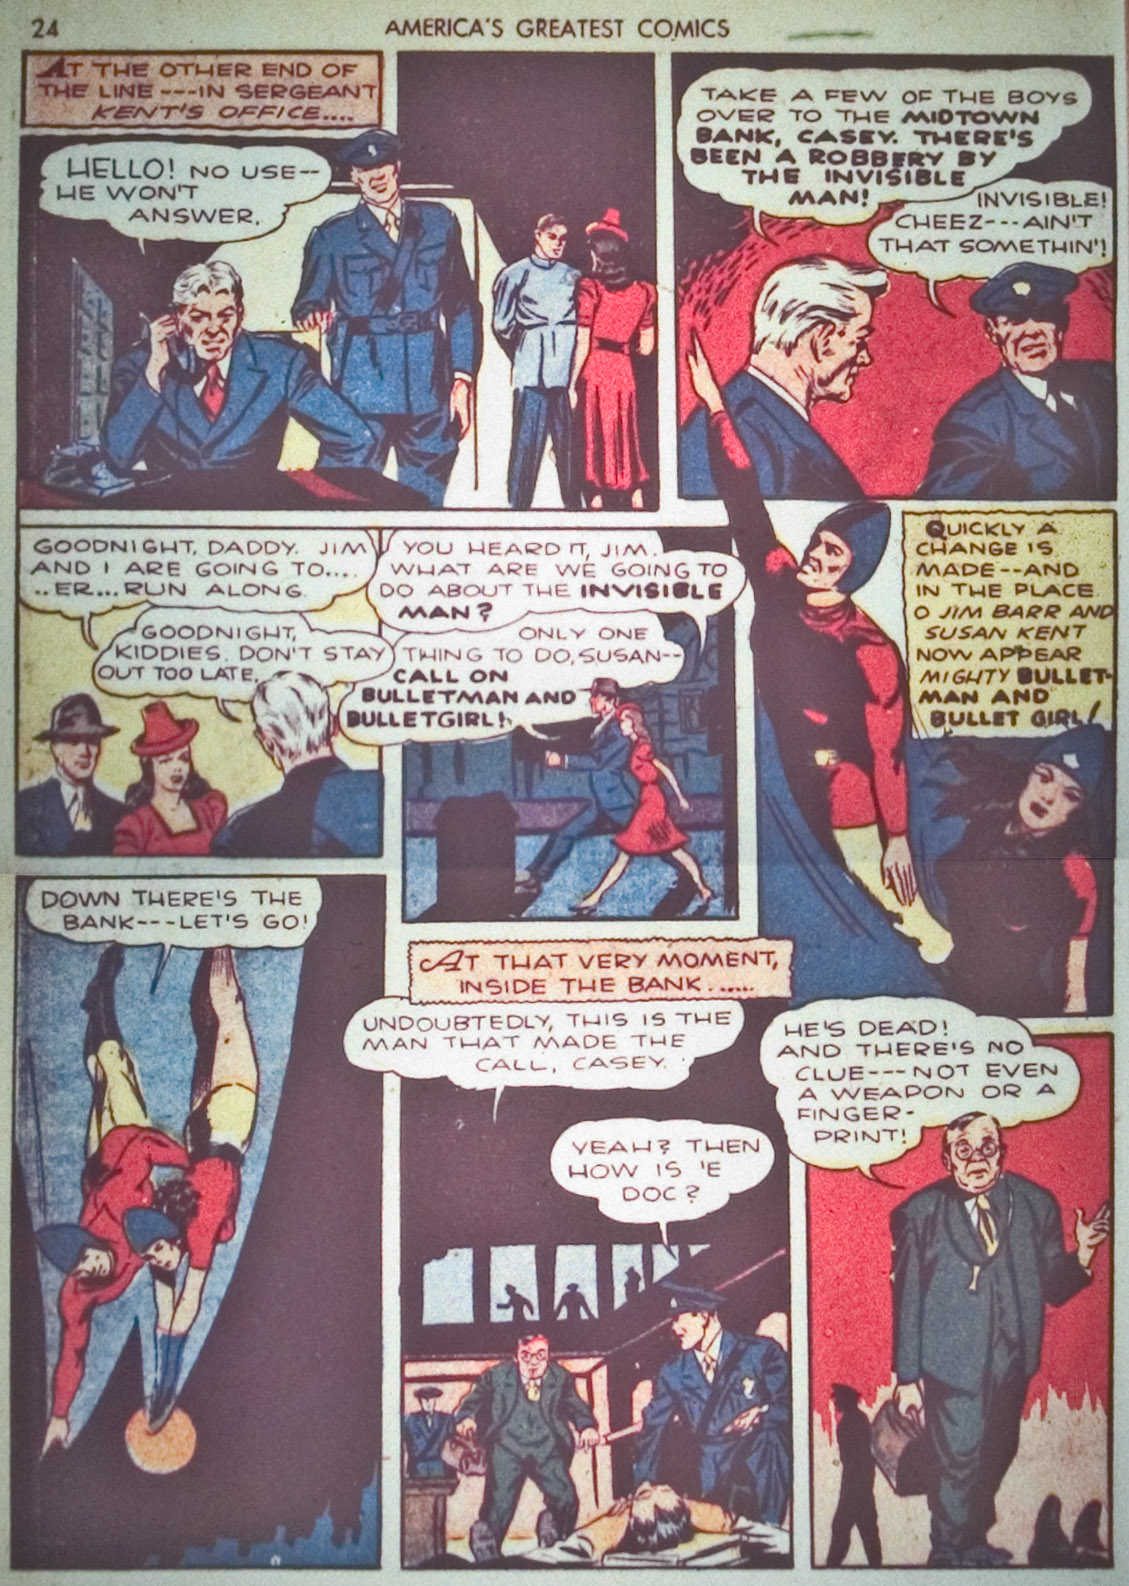 24
AMERICA'S GREATEST COMICS
AT THE OTHER END OF
THE LINE---IN SERGEANT
KENT'S OFFICE....
HELLO! NO USE--
HE WON'T
ANSWER.
TAKE A FEW OF THE BOYS
OVER TO THE MIDTOWN
BANK, CASEY. THERE'S
BEEN A ROBBERY BY
THE INVISIBLE
MAN!
INVISIBLE!
CHEEZ---AIN'T
THAT SOMETHIN'!
GOODNIGHT, DADDY. JIM
AND I ARE GOING TO....
..ER...RUN ALONG.
GOODNIGHT,
KIDDIES. DON'T STAY
OUT TOO LATE.
YOU HEARD IT, JIM.
WHAT ARE WE GOING TO
DO ABOUT THE INVISIBLE
MAN?
ONLY ONE
THING TO DO, SUSAN--
CALL ON
BULLETMAN AND
BULLETGIRL!
QUICKLY A
CHANGE IS
MADE--AND
IN THE PLACE
O JIM BARR AND
SUSAN KENT
NOW APPEAR
MIGHTY BULLET-
MAN AND
BULLET GIRL!
DOWN THERE'S THE
BANK---LET'S GO!
AT THAT VERY MOMENT,
INSIDE THE BANK......
UNDOUBTEDLY, THIS IS THE
MAN THAT MADE THE
CALL, CASEY.
YEAH? THEN
HOW IS 'E
DOC?
HE'S DEAD!
AND THERE'S NO
CLUE---NOT EVEN
A WEAPON OR A
FINGER-
PRINT!